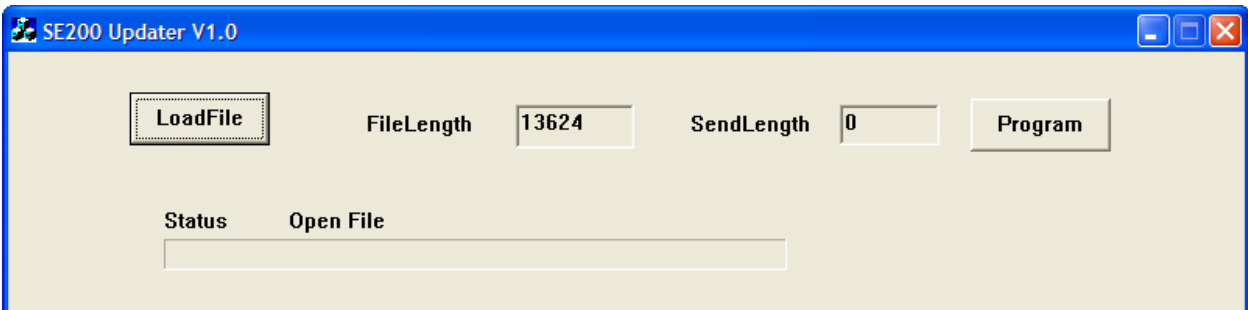 SE200 Updater V1.0
LoadFile FileLength 13624 SendLength 0 Program
Status Open File